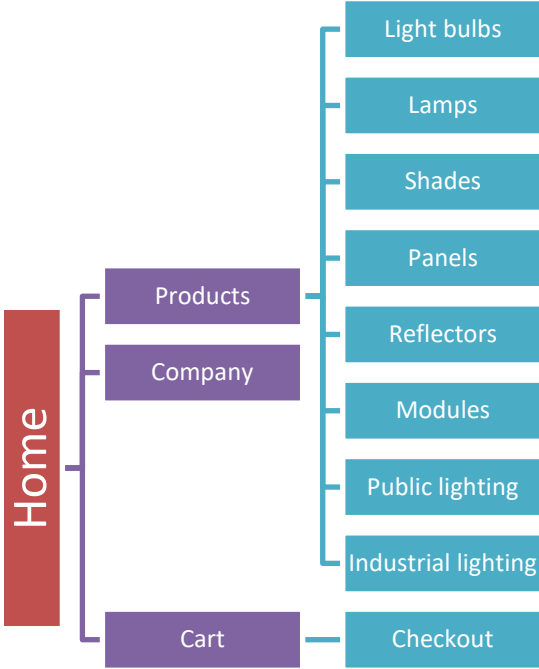 Home
Products
Light bulbs
Lamps
Shades
Panels
Reflectors
Modules
Public lighting
Industrial lighting
Company
Cart
Checkout